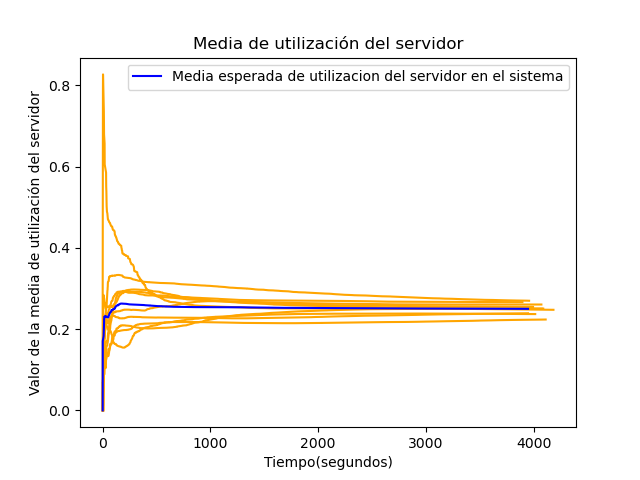 Media de utilización del servidor
Media esperada de utilizacion del servidor en el sistema
Valor de la media de utilización del servidor
0.8
0.6
0.4
0.2
0.0
0
1000
2000
3000
4000
Tiempo(segundos)